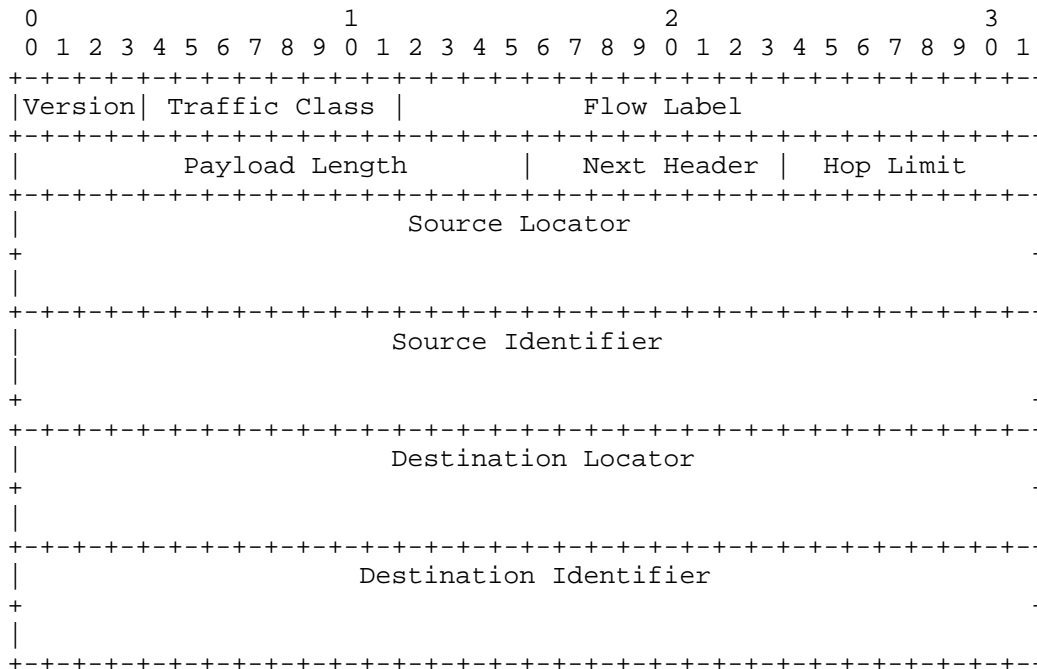 0                   1                   2                   3
 0 1 2 3 4 5 6 7 8 9 0 1 2 3 4 5 6 7 8 9 0 1 2 3 4 5 6 7 8 9 0 1
+-+-+-+-+-+-+-+-+-+-+-+-+-+-+-+-+-+-+-+-+-+-+-+-+-+-+-+-+-+-+-+--
|Version| Traffic Class |           Flow Label
+-+-+-+-+-+-+-+-+-+-+-+-+-+-+-+-+-+-+-+-+-+-+-+-+-+-+-+-+-+-+-+--
|          Payload Length       |   Next Header |  Hop Limit
+-+-+-+-+-+-+-+-+-+-+-+-+-+-+-+-+-+-+-+-+-+-+-+-+-+-+-+-+-+-+-+--
|                        Source Locator
+                                                               -
|
+-+-+-+-+-+-+-+-+-+-+-+-+-+-+-+-+-+-+-+-+-+-+-+-+-+-+-+-+-+-+-+--
|                       Source Identifier
|
+                                                               -
+-+-+-+-+-+-+-+-+-+-+-+-+-+-+-+-+-+-+-+-+-+-+-+-+-+-+-+-+-+-+-+--
|                       Destination Locator
+                                                               -
|
+-+-+-+-+-+-+-+-+-+-+-+-+-+-+-+-+-+-+-+-+-+-+-+-+-+-+-+-+-+-+-+--
|                     Destination Identifier
+                                                               -
|
+-+-+-+-+-+-+-+-+-+-+-+-+-+-+-+-+-+-+-+-+-+-+-+-+-+-+-+-+-+-+-+--